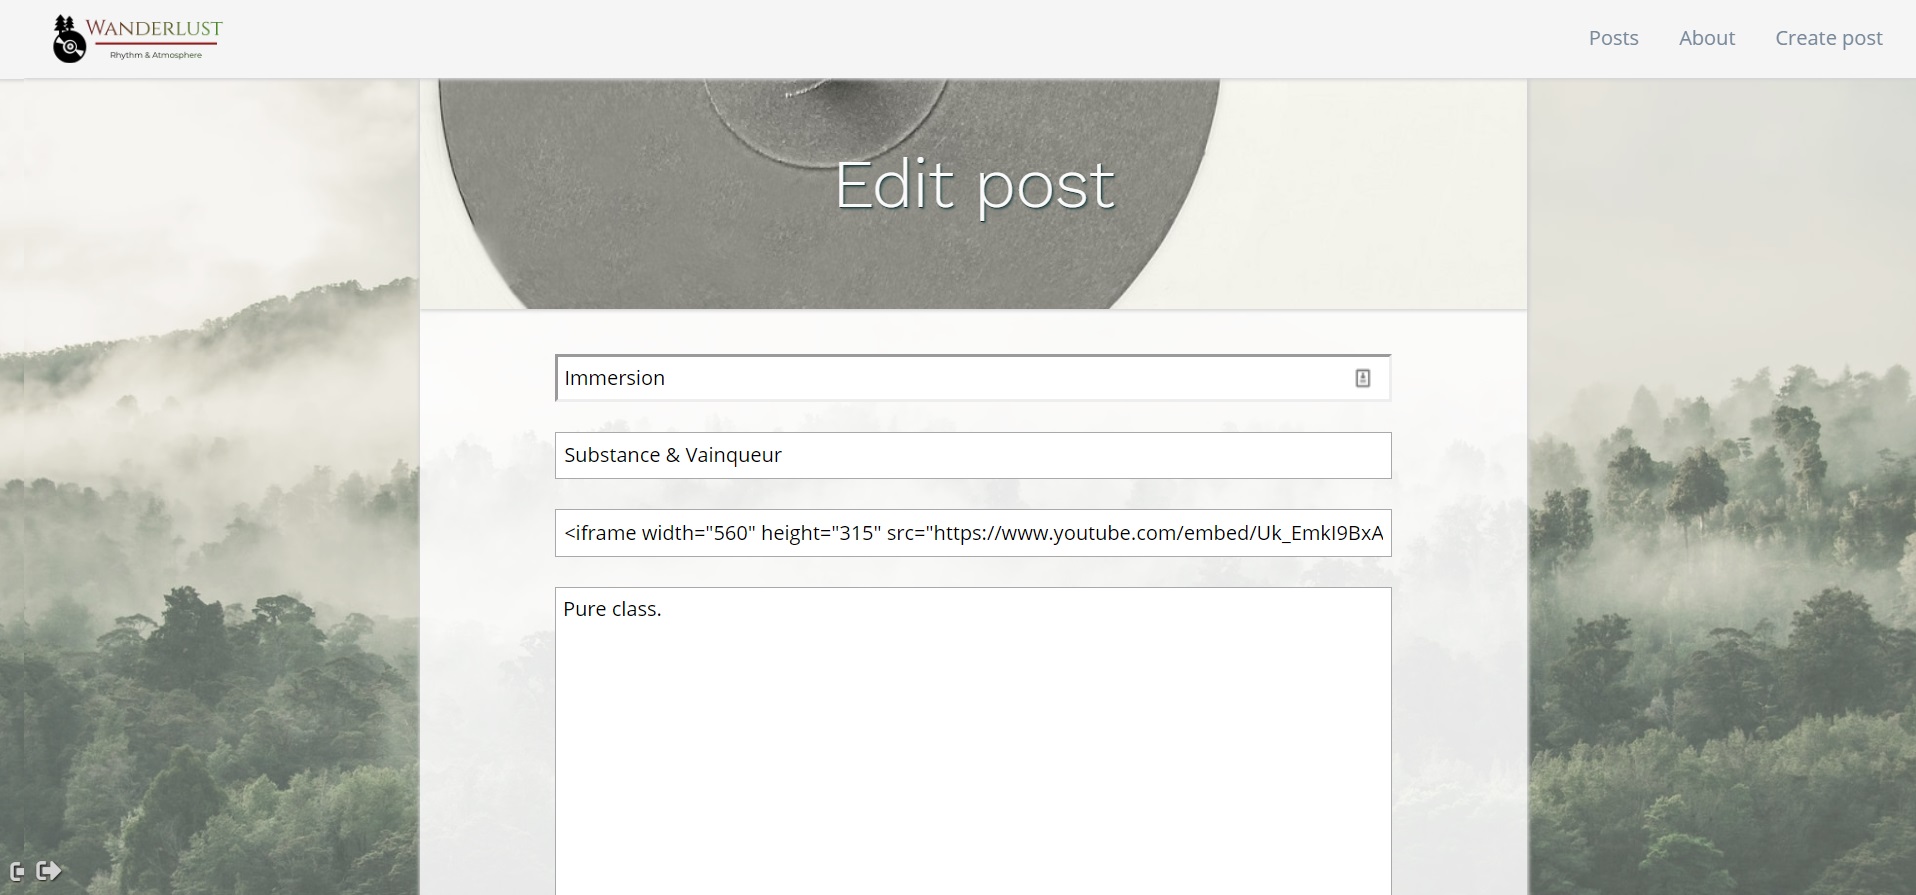 WANDERLUST
Rhythm & Atmosphere
Posts About Create post
Edit post
Immersion
Substance & Vainqueur
<iframe width="560" height="315" src="https://www.youtube.com/embed/Uk_EmkI9BxA
Pure class.